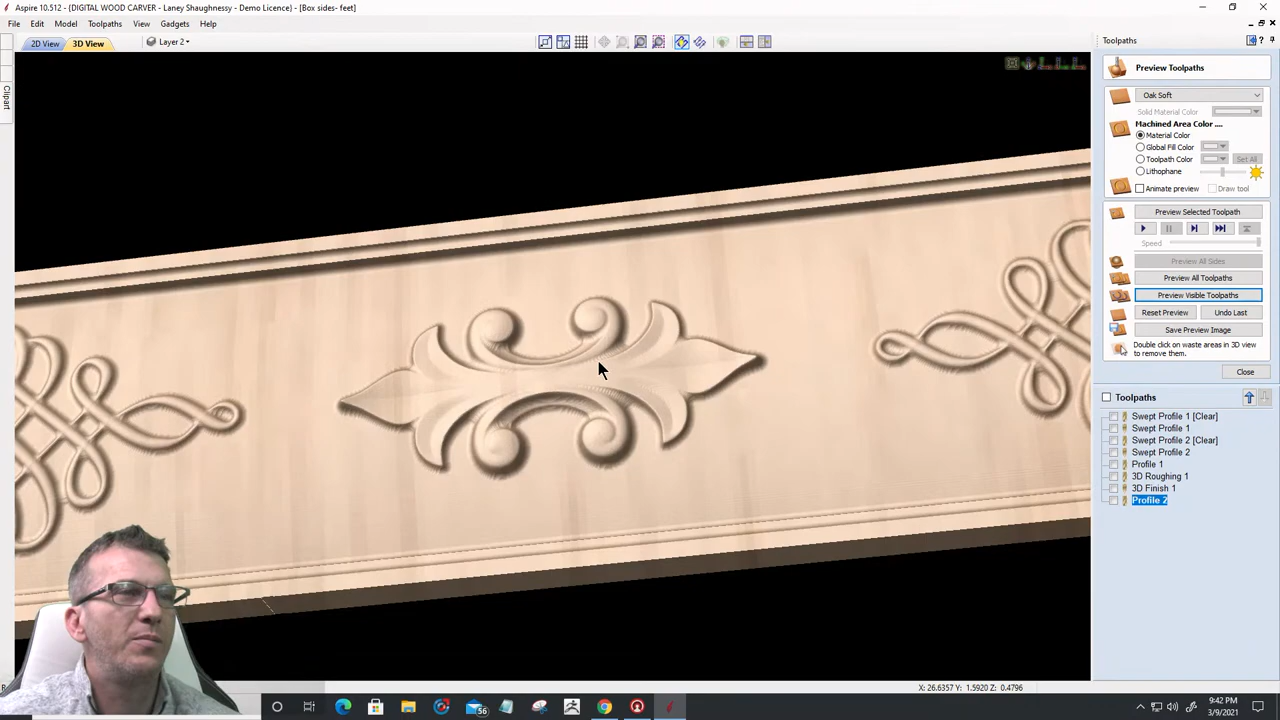 Aspire 10.512 - (DIGITAL WOOD CARVER - Laney Shaughnessy - Demo Licence) - [Box sides- feet]
File Edit Model Toolpaths View Gadgets Help
2D View 3D View Layer 2
Clipart
Toolpaths
Preview Toolpaths
Oak Soft
Solid Material Color
Machined Area Color ....
Material Color
Global Fill Color
Toolpath Color Set All
Lithophane
Animate preview Draw tool
Preview Selected Toolpath
Speed
Preview All Sides
Preview All Toolpaths
Preview Visible Toolpaths
Reset Preview Undo Last
Save Preview Image
Double click on waste areas in 3D view
to remove them.
Close
Toolpaths
Swept Profile 1 [Clear]
Swept Profile 1
Swept Profile 2 [Clear]
Swept Profile 2
Profile 1
3D Roughing 1
3D Finish 1
Profile 2
X: 26.6357 Y: 1.5920 Z: 0.4796
56
9:42 PM
3/9/2021